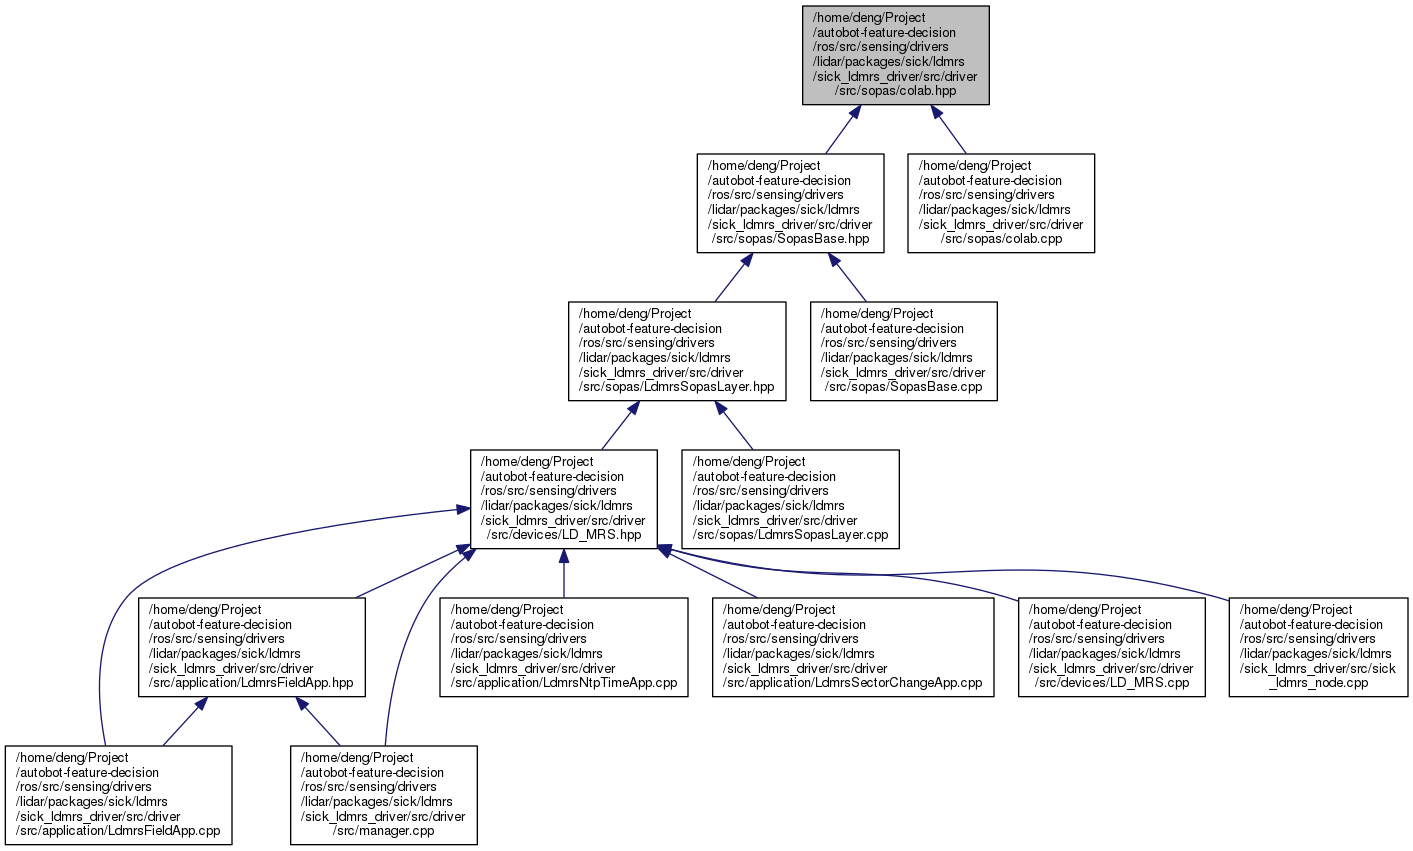 /home/deng/Project
/autobot-feature-decision
/ros/src/sensing/drivers
/lidar/packages/sick/ldmrs
/sick_ldmrs_driver/src/driver
/src/sopas/colab.hpp
/home/deng/Project
/autobot-feature-decision
/ros/src/sensing/drivers
/lidar/packages/sick/ldmrs
/sick_ldmrs_driver/src/driver
/src/sopas/SopasBase.hpp
/home/deng/Project
/autobot-feature-decision
/ros/src/sensing/drivers
/lidar/packages/sick/ldmrs
/sick_ldmrs_driver/src/driver
/src/sopas/colab.cpp
/home/deng/Project
/autobot-feature-decision
/ros/src/sensing/drivers
/lidar/packages/sick/ldmrs
/sick_ldmrs_driver/src/driver
/src/sopas/LdmrsSopasLayer.hpp
/home/deng/Project
/autobot-feature-decision
/ros/src/sensing/drivers
/lidar/packages/sick/ldmrs
/sick_ldmrs_driver/src/driver
/src/sopas/SopasBase.cpp
/home/deng/Project
/autobot-feature-decision
/ros/src/sensing/drivers
/lidar/packages/sick/ldmrs
/sick_ldmrs_driver/src/driver
/src/devices/LD_MRS.hpp
/home/deng/Project
/autobot-feature-decision
/ros/src/sensing/drivers
/lidar/packages/sick/ldmrs
/sick_ldmrs_driver/src/driver
/src/sopas/LdmrsSopasLayer.cpp
/home/deng/Project
/autobot-feature-decision
/ros/src/sensing/drivers
/lidar/packages/sick/ldmrs
/sick_ldmrs_driver/src/driver
/src/application/LdmrsFieldApp.hpp
/home/deng/Project
/autobot-feature-decision
/ros/src/sensing/drivers
/lidar/packages/sick/ldmrs
/sick_ldmrs_driver/src/driver
/src/application/LdmrsNtpTimeApp.cpp
/home/deng/Project
/autobot-feature-decision
/ros/src/sensing/drivers
/lidar/packages/sick/ldmrs
/sick_ldmrs_driver/src/driver
/src/application/LdmrsSectorChangeApp.cpp
/home/deng/Project
/autobot-feature-decision
/ros/src/sensing/drivers
/lidar/packages/sick/ldmrs
/sick_ldmrs_driver/src/driver
/src/devices/LD_MRS.cpp
/home/deng/Project
/autobot-feature-decision
/ros/src/sensing/drivers
/lidar/packages/sick/ldmrs
/sick_ldmrs_driver/src/sick
_ldmrs_node.cpp
/home/deng/Project
/autobot-feature-decision
/ros/src/sensing/drivers
/lidar/packages/sick/ldmrs
/sick_ldmrs_driver/src/driver
/src/application/LdmrsFieldApp.cpp
/home/deng/Project
/autobot-feature-decision
/ros/src/sensing/drivers
/lidar/packages/sick/ldmrs
/sick_ldmrs_driver/src/driver
/src/manager.cpp